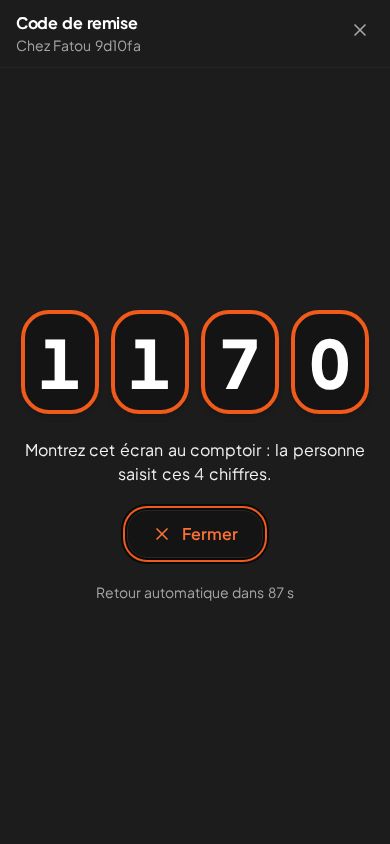 Code de remise
Chez Fatou 9d10fa
1 1 7 0
Montrez cet écran au comptoir : la personne
saisit ces 4 chiffres.
Fermer
Retour automatique dans 87 s